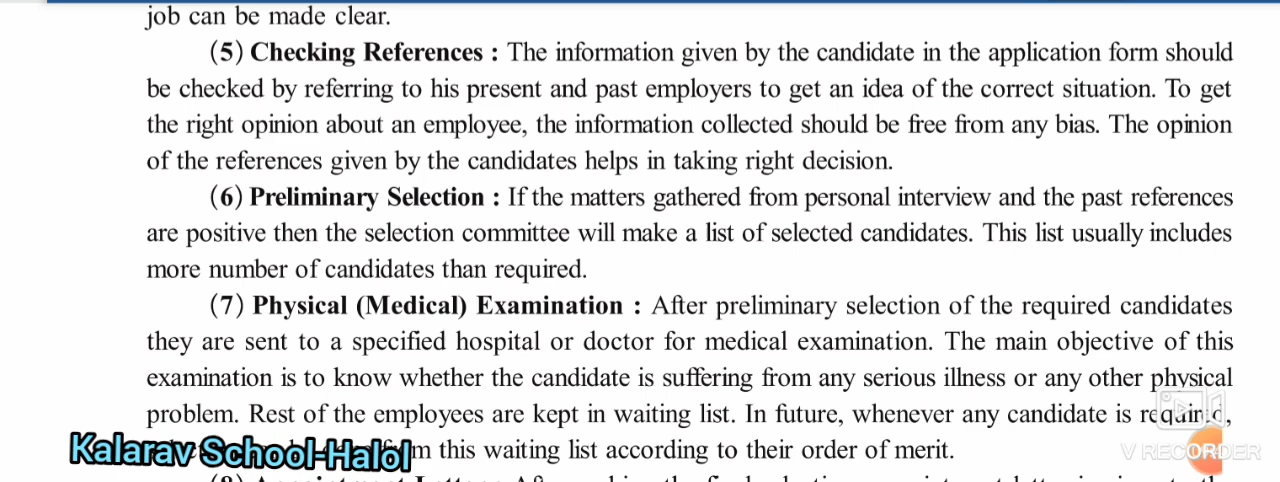 job can be made clear.
(5) Checking References : The information given by the candidate in the application form should
be checked by referring to his present and past employers to get an idea of the correct situation. To get
the right opinion about an employee, the information collected should be free from any bias. The opinion
of the references given by the candidates helps in taking right decision.
(6) Preliminary Selection : If the matters gathered from personal interview and the past references
are positive then the selection committee will make a list of selected candidates. This list usually includes
more number of candidates than required.
(7) Physical (Medical) Examination : After preliminary selection of the required candidates
they are sent to a specified hospital or doctor for medical examination. The main objective of this
examination is to know whether the candidate is suffering from any serious illness or any other physical
problem. Rest of the employees are kept in waiting list. In future, whenever any candidate is required,
Kalarav School-Halol this waiting list according to their order of merit.
V RECORDER